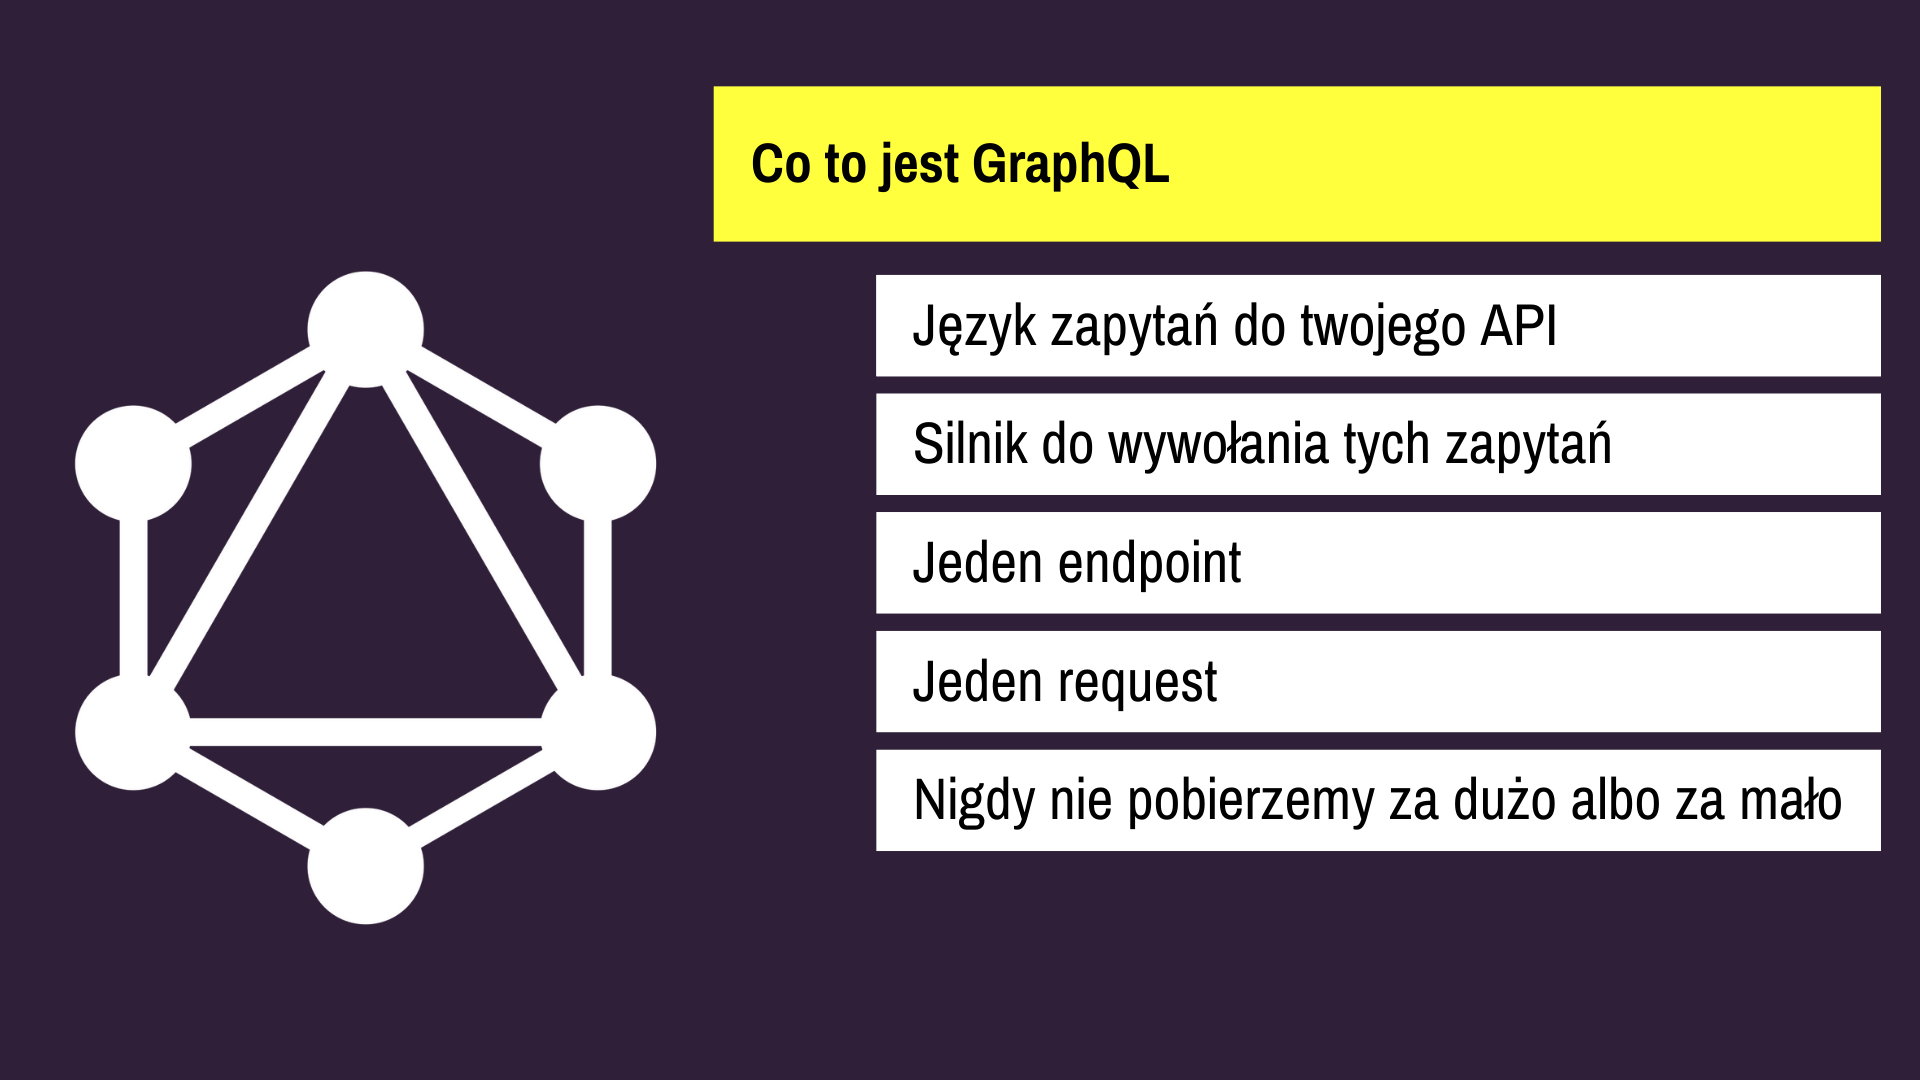 Co to jest GraphQL
Język zapytań do twojego API
Silnik do wywołania tych zapytań
Jeden endpoint
Jeden request
Nigdy nie pobierzemy za dużo albo za mało